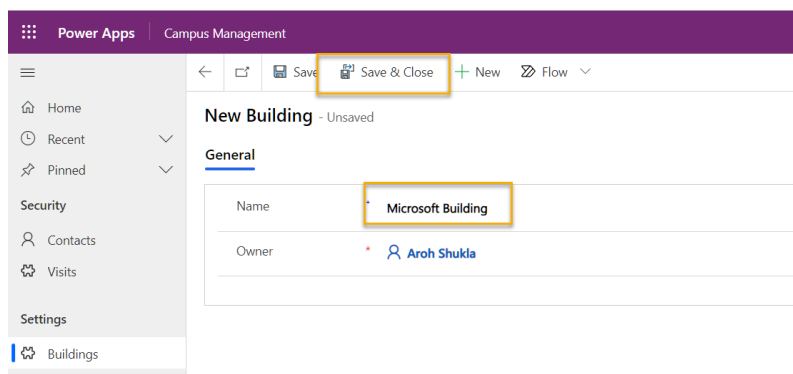 Power Apps Campus Management
Save Save & Close New Flow
Home
New Building - Unsaved
Recent
General
Pinned
Security
Name * Microsoft Building
Contacts
Owner * Aroh Shukla
Visits
Settings
Buildings